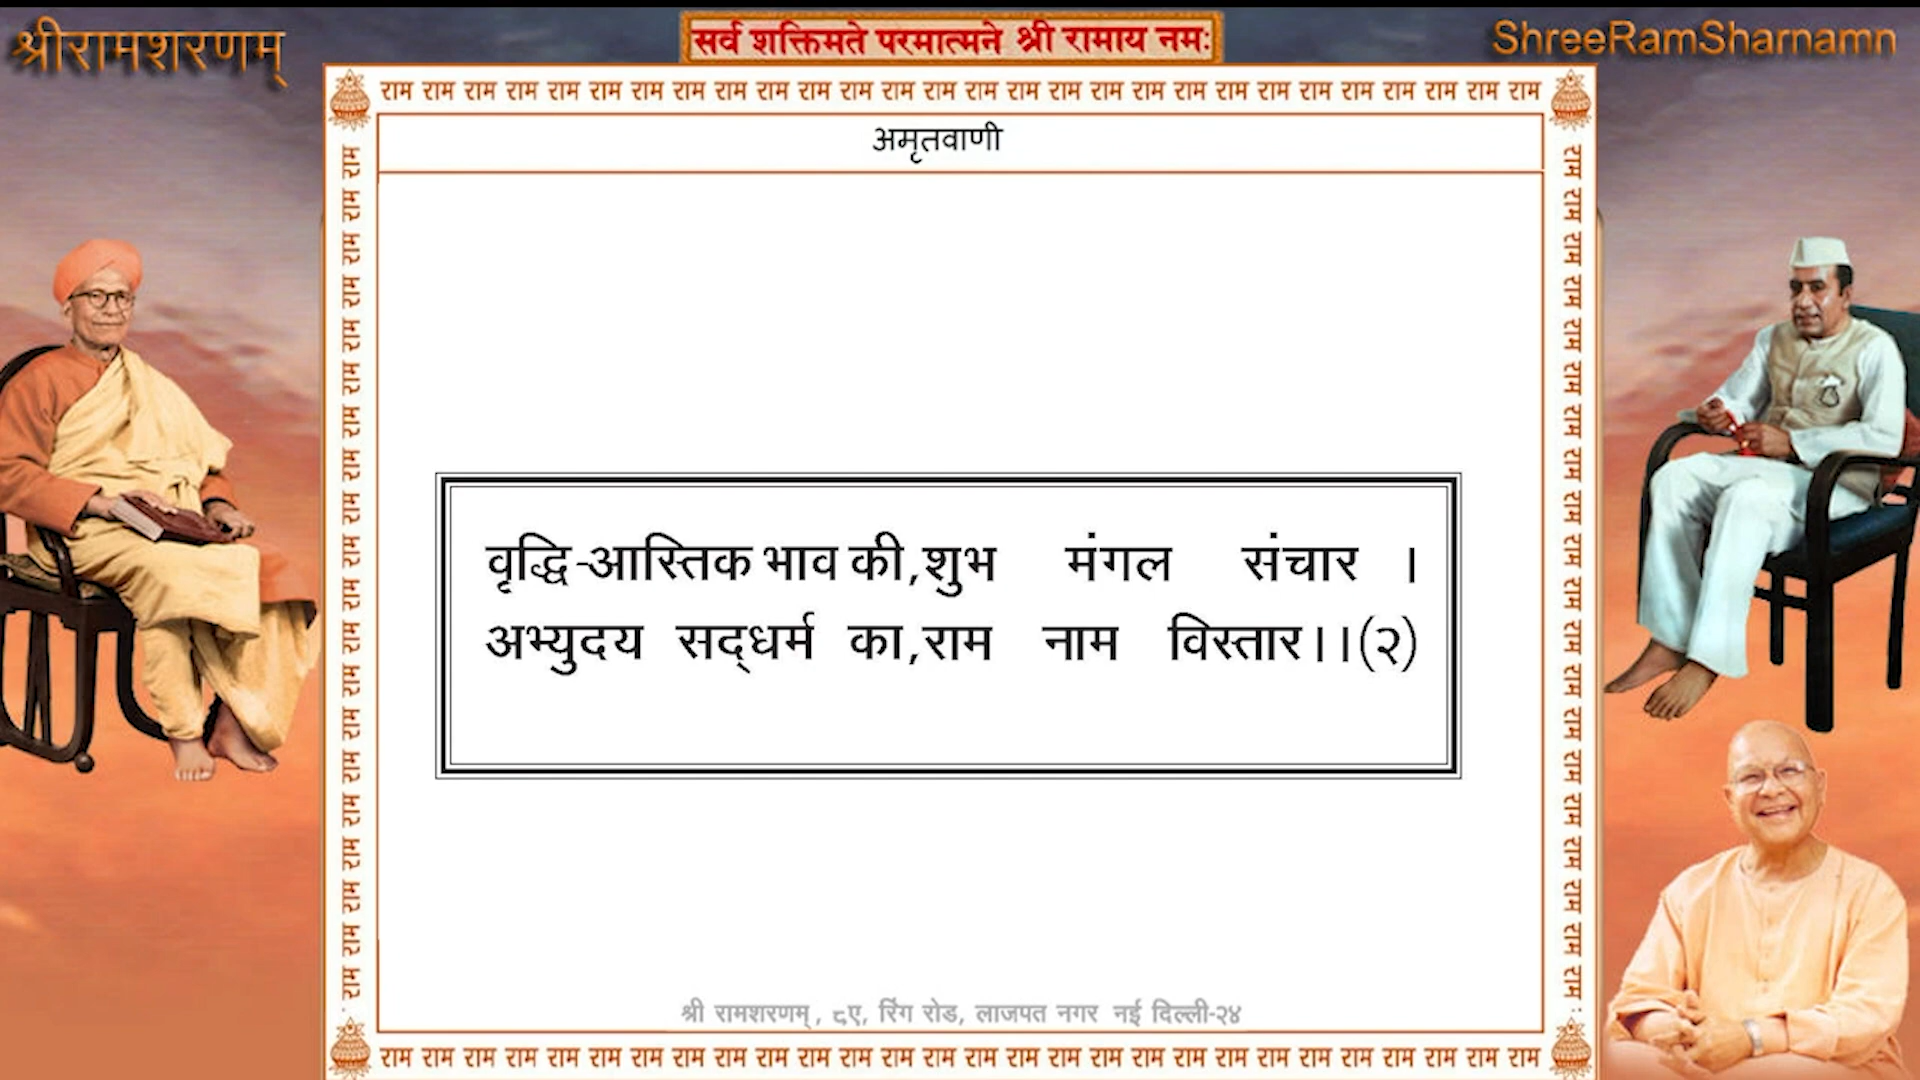 श्रीरामशरणम्
सर्व शक्तिमते परमात्मने श्री रामाय नमः
ShreeRamSharnamn
राम राम राम राम राम राम राम राम राम राम राम राम राम राम राम राम राम राम राम राम राम राम राम राम राम राम राम राम
अमृतवाणी
राम राम राम राम राम राम राम राम राम राम राम राम राम राम राम राम राम राम राम राम
राम राम राम राम राम राम राम राम राम राम राम राम राम राम राम राम राम राम राम राम
वृद्धि-आस्तिक भाव की,शुभ मंगल संचार ।
अभ्युदय सद्धर्म का,राम नाम विस्तार।।(२)
श्री रामशरणम् , ८ए, रिंग रोड, लाजपत नगर नई दिल्ली-२४
राम राम राम राम राम राम राम राम राम राम राम राम राम राम राम राम राम राम राम राम राम राम राम राम राम राम राम राम